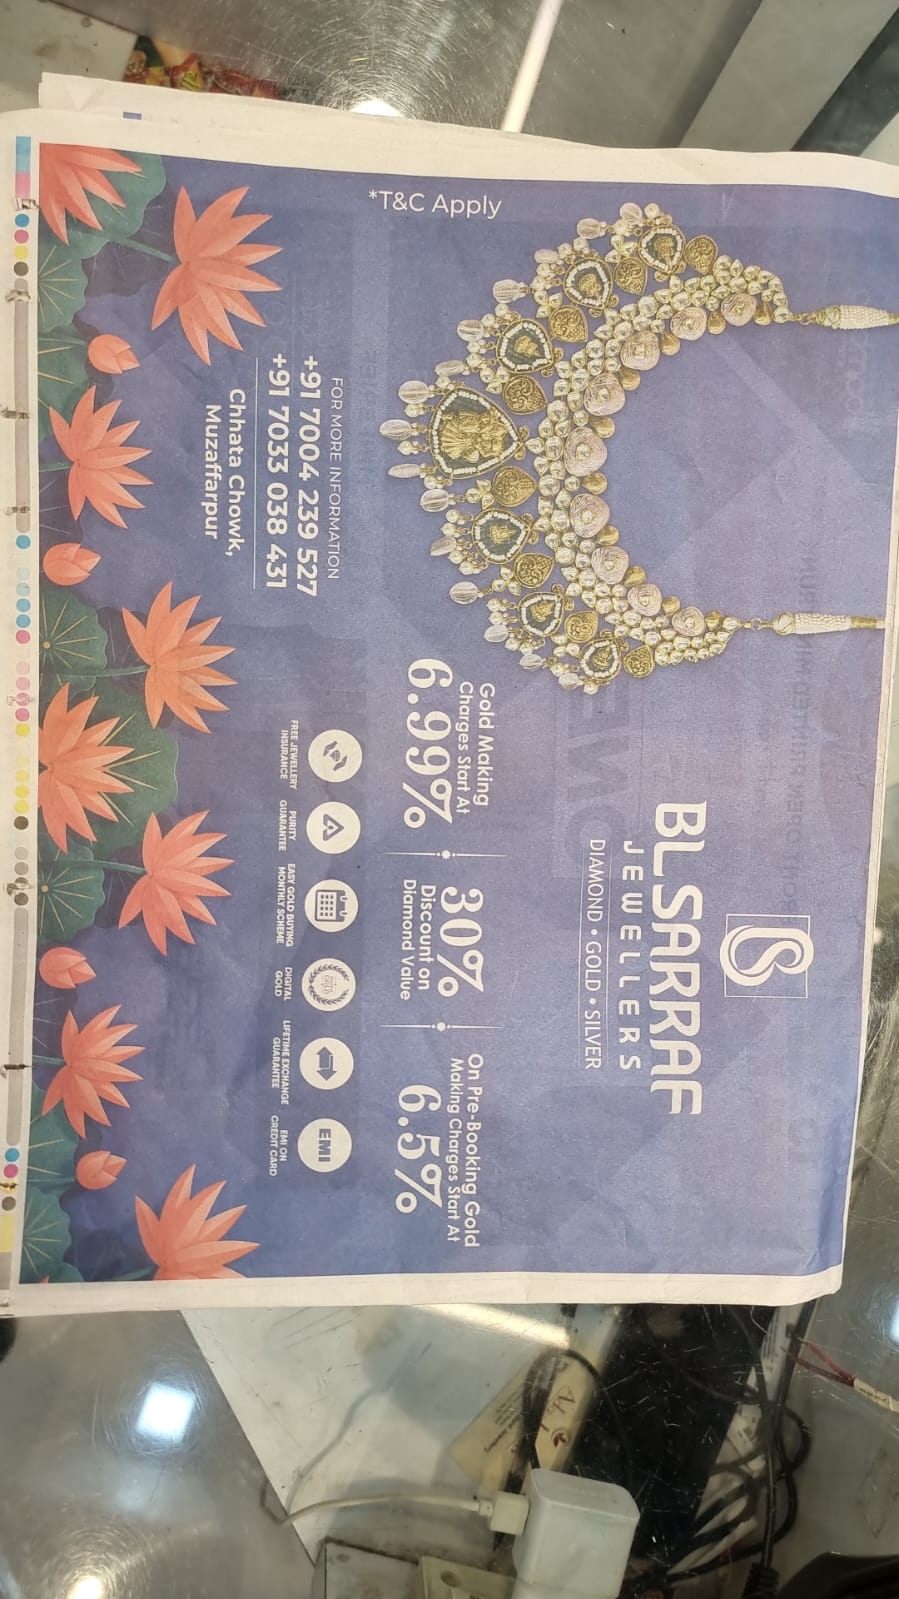 BLSARRAF
JEWELLERS
DIAMOND • GOLD • SILVER
Gold Making
Charges Start At
6.99%
30%
Discount on
Diamond Value
On Pre-Booking Gold
Making Charges Start At
6.5%
FREE JEWELLERY
INSURANCE
PURITY
GUARANTEE
EASY GOLD BUYING
MONTHLY SCHEME
DIGITAL
GOLD
LIFETIME EXCHANGE
GUARANTEE
EMI
EMI ON
CREDIT CARD
FOR MORE INFORMATION
+91 7004 239 527
+91 7033 038 431
Chhata Chowk,
Muzaffarpur
*T&C Apply